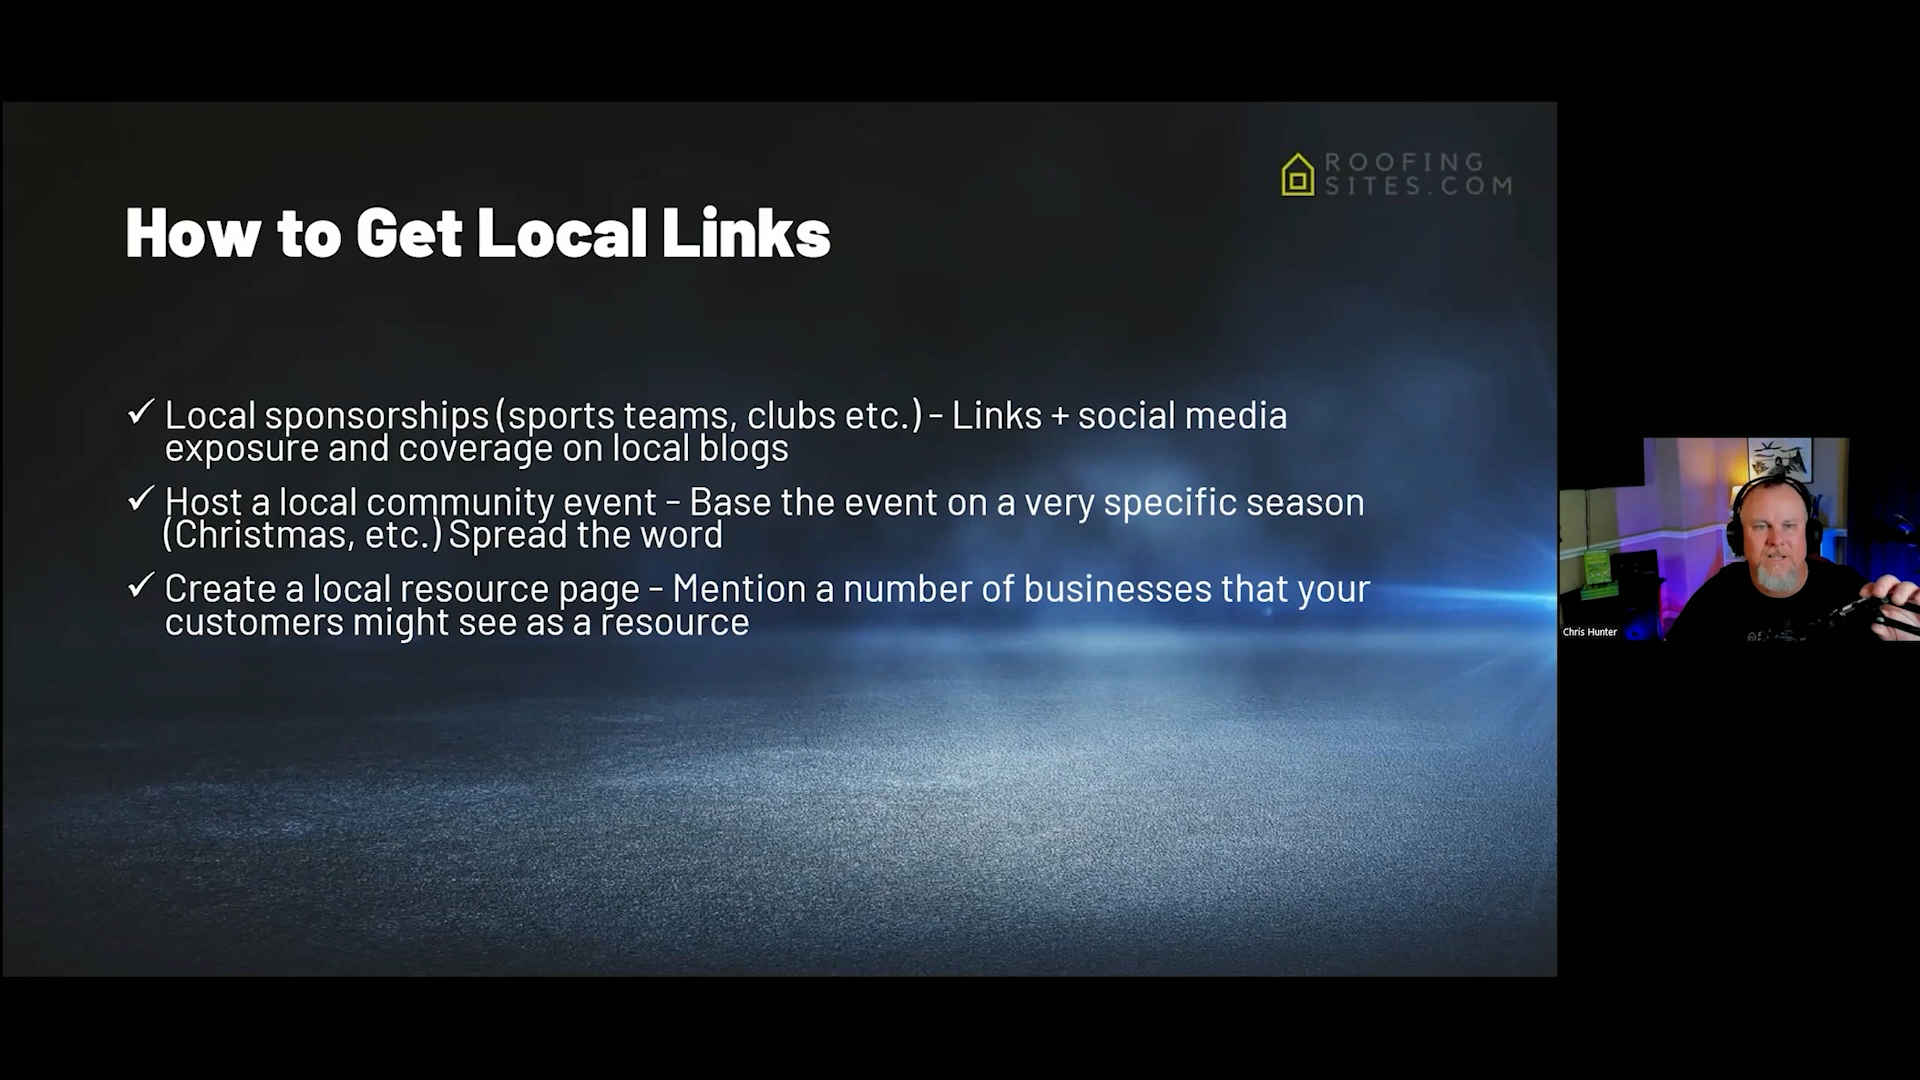 ROOFING
SITES.COM
How to Get Local Links
✓ Local sponsorships (sports teams, clubs etc.) - Links + social media
exposure and coverage on local blogs
✓ Host a local community event - Base the event on a very specific season
(Christmas, etc.) Spread the word
✓ Create a local resource page - Mention a number of businesses that your
customers might see as a resource
Chris Hunter